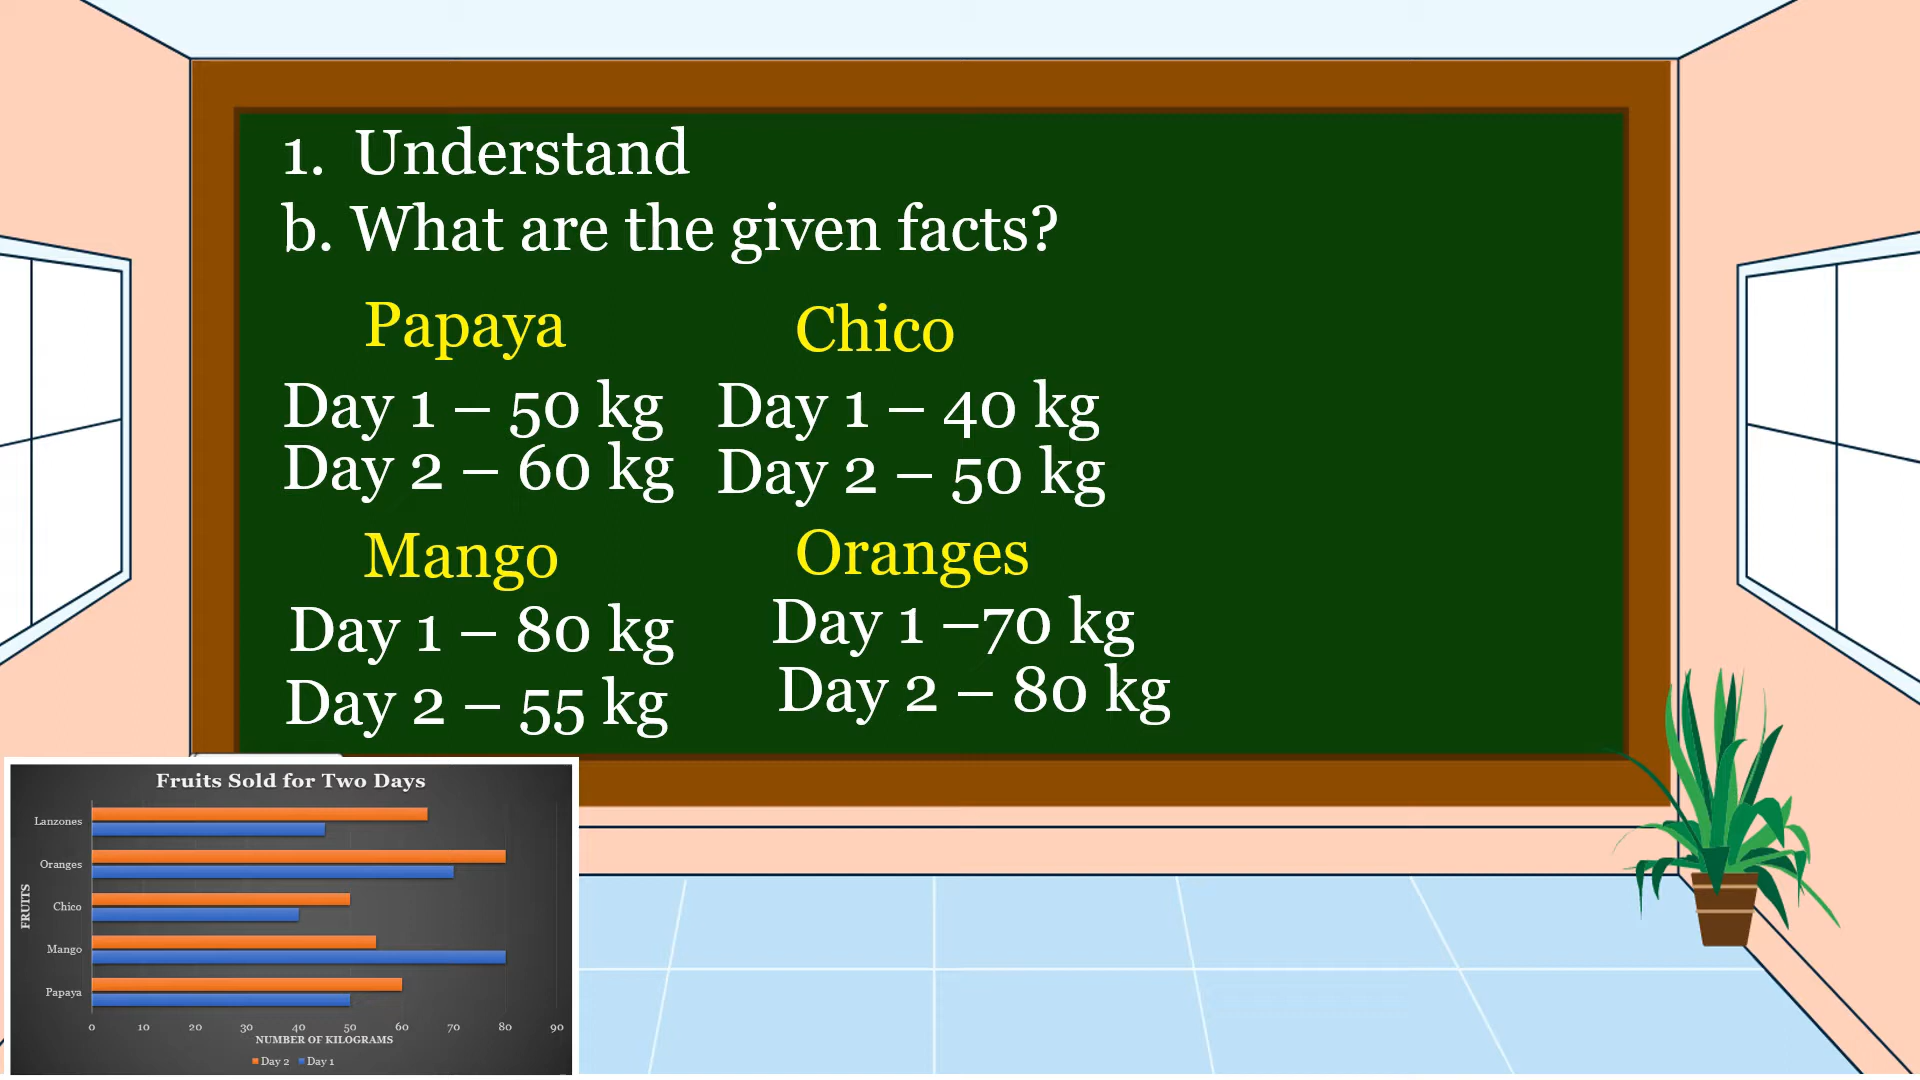 1. Understand
b. What are the given facts?
Papaya
Chico
Day 1 – 50 kg
Day 1 – 40 kg
Day 2 – 60 kg
Day 2 – 50 kg
Mango
Oranges
Day 1 – 80 kg
Day 1 –70 kg
Day 2 – 55 kg
Day 2 – 80 kg
Fruits Sold for Two Days
FRUITS
Lanzones
Oranges
Chico
Mango
Papaya
0 10 20 30 40 50 60 70 80 90
NUMBER OF KILOGRAMS
Day 2 Day 1